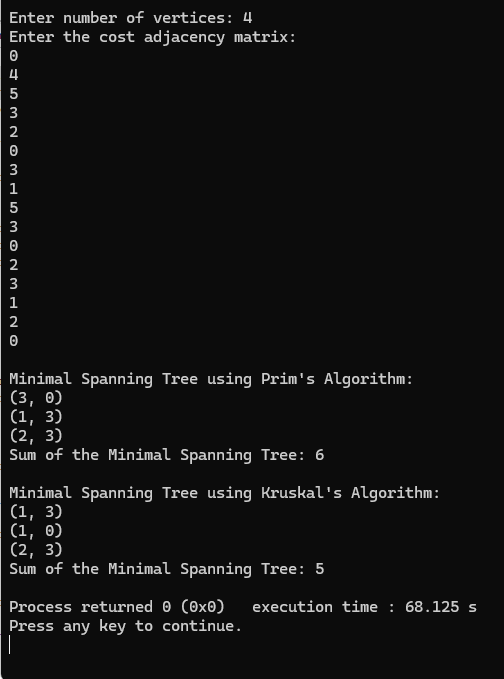 Enter number of vertices: 4
Enter the cost adjacency matrix:
0
4
5
3
2
0
3
1
5
3
0
2
3
1
2
0
Minimal Spanning Tree using Prim's Algorithm:
(3, 0)
(1, 3)
(2, 3)
Sum of the Minimal Spanning Tree: 6
Minimal Spanning Tree using Kruskal's Algorithm:
(1, 3)
(1, 0)
(2, 3)
Sum of the Minimal Spanning Tree: 5
Process returned 0 (0x0)   execution time : 68.125 s
Press any key to continue.